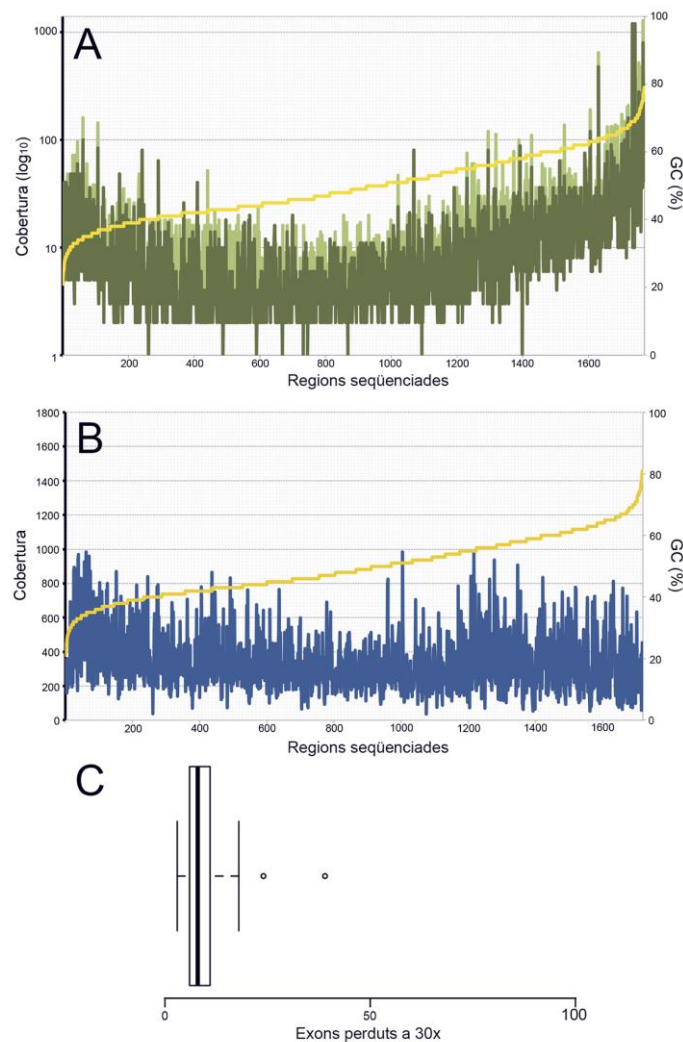 A
Cobertura (log10)
1000
100
10
1
100
80
60
40
20
0
GC (%)
200 400 600 800 1000 1200 1400 1600
Regions seqüenciades
B
Cobertura
1800
1600
1400
1200
1000
800
600
400
200
0
100
80
60
40
20
0
GC (%)
200 400 600 800 1000 1200 1400 1600
Regions seqüenciades
C
0 50 100
Exons perduts a 30x